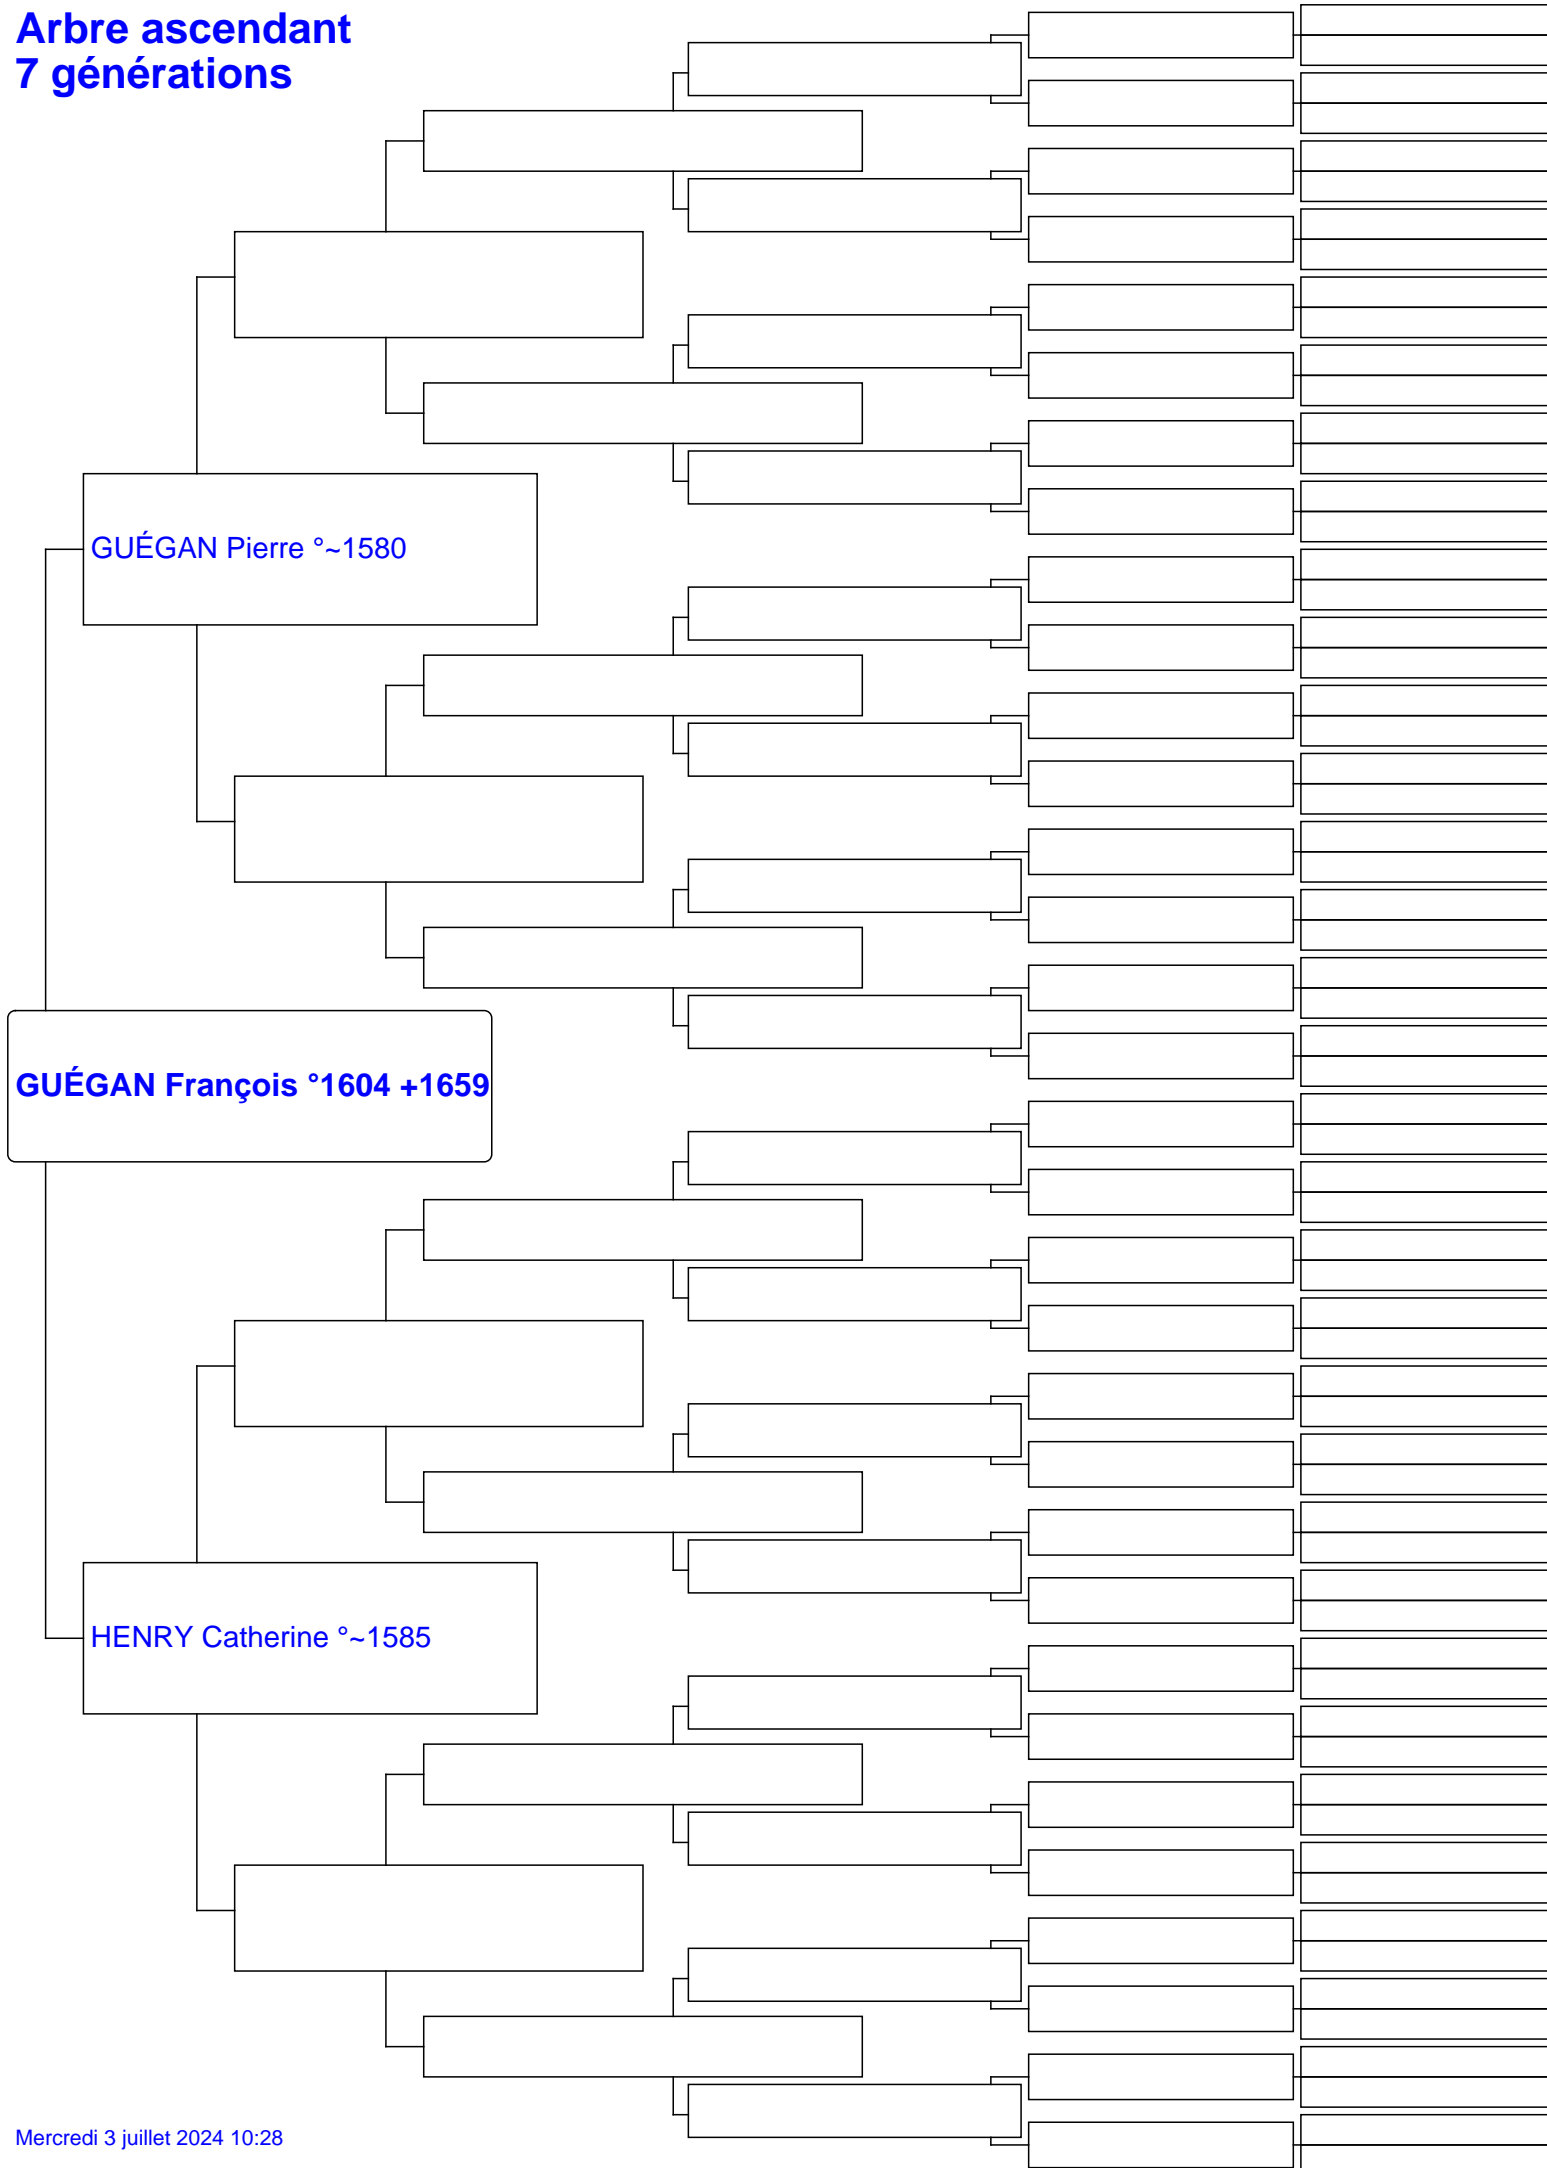 Arbre ascendant
7 générations
GUÉGAN Pierre °~1580
GUÉGAN François °1604 +1659
HENRY Catherine °~1585
Mercredi 3 juillet 2024 10:28